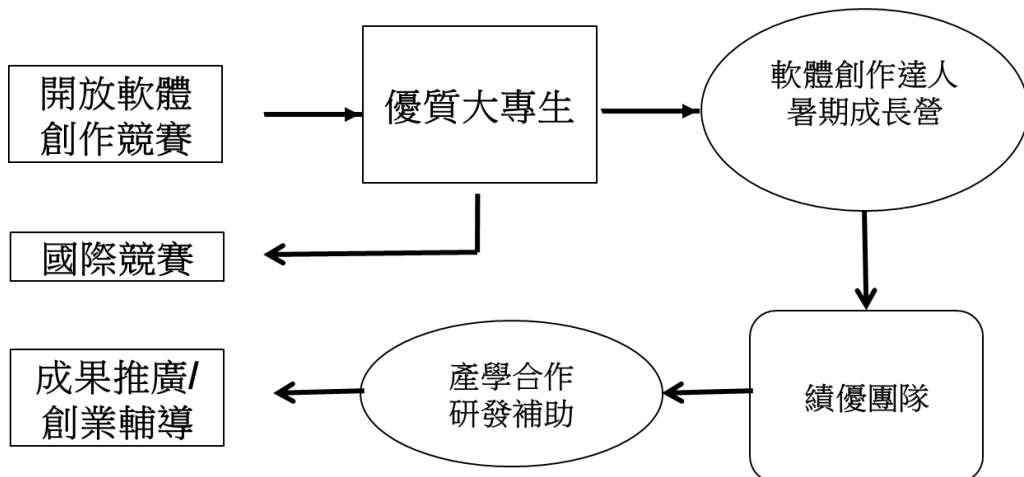 開放軟體
創作競賽
優質大專生
軟體創作達人
暑期成長營
國際競賽
成果推廣/
創業輔導
產學合作
研發補助
績優團隊